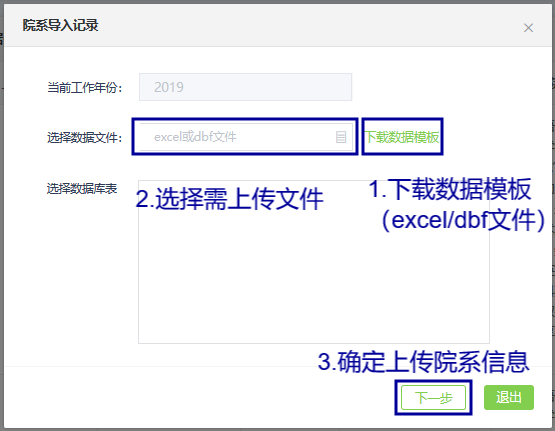 院系导入记录
×
当前工作年份：
2019
选择数据文件：
excel或dbf文件
下载数据模板
选择数据库表
2.选择需上传文件
1.下载数据模板
（excel/dbf文件）
3.确定上传院系信息
下一步
退出